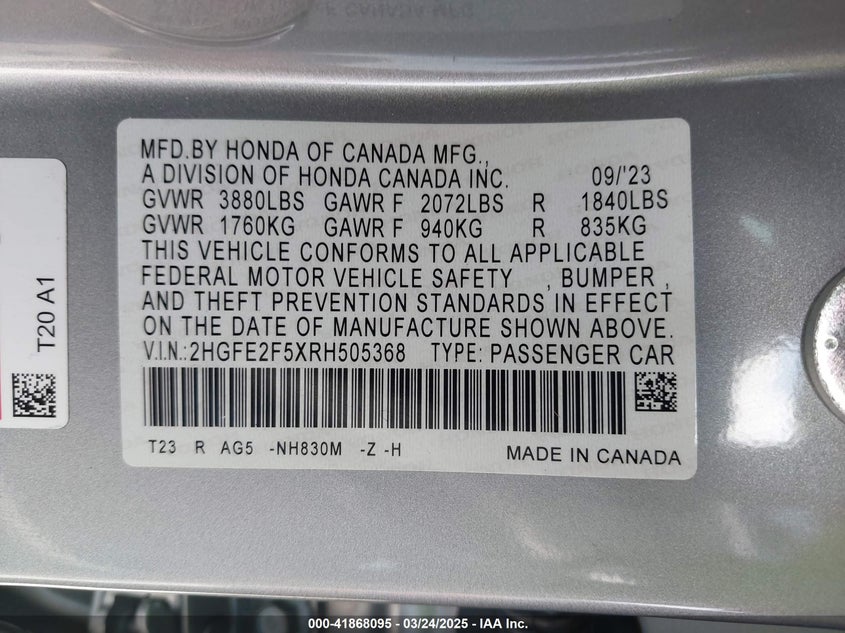 MFD.BY HONDA OF CANADA MFG.,
A DIVISION OF HONDA CANADA INC. 09/'23
GVWR 3880LBS GAWR F 2072LBS R 1840LBS
GVWR 1760KG GAWR F 940KG R 835KG
THIS VEHICLE CONFORMS TO ALL APPLICABLE
FEDERAL MOTOR VEHICLE SAFETY , BUMPER ,
AND THEFT PREVENTION STANDARDS IN EFFECT
ON THE DATE OF MANUFACTURE SHOWN ABOVE.
V.I.N.: 2HGFE2F5XRH505368 TYPE: PASSENGER CAR
T23 R AG5 -NH830M -Z -H
MADE IN CANADA
T20 A1
000-41868095 - 03/24/2025 - IAA Inc.